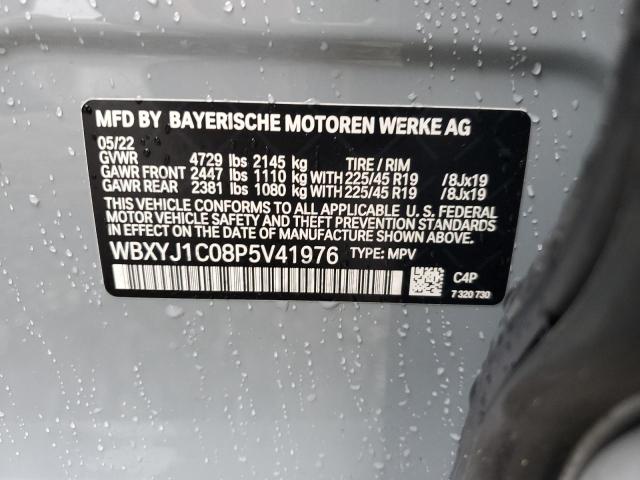 MFD BY BAYERISCHE MOTOREN WERKE AG
05/22
GVWR 4729 lbs 2145 kg TIRE / RIM
GAWR FRONT 2447 lbs 1110 kg WITH 225/45 R19 /8Jx19
GAWR REAR 2381 lbs 1080 kg WITH 225/45 R19 /8Jx19
THIS VEHICLE CONFORMS TO ALL APPLICABLE U. S. FEDERAL
MOTOR VEHICLE SAFETY AND THEFT PREVENTION STANDARDS
IN EFFECT ON THE DATE OF MANUFACTURE SHOWN ABOVE.
WBXYJ1C08P5V41976 TYPE: MPV
C4P
7 320 730